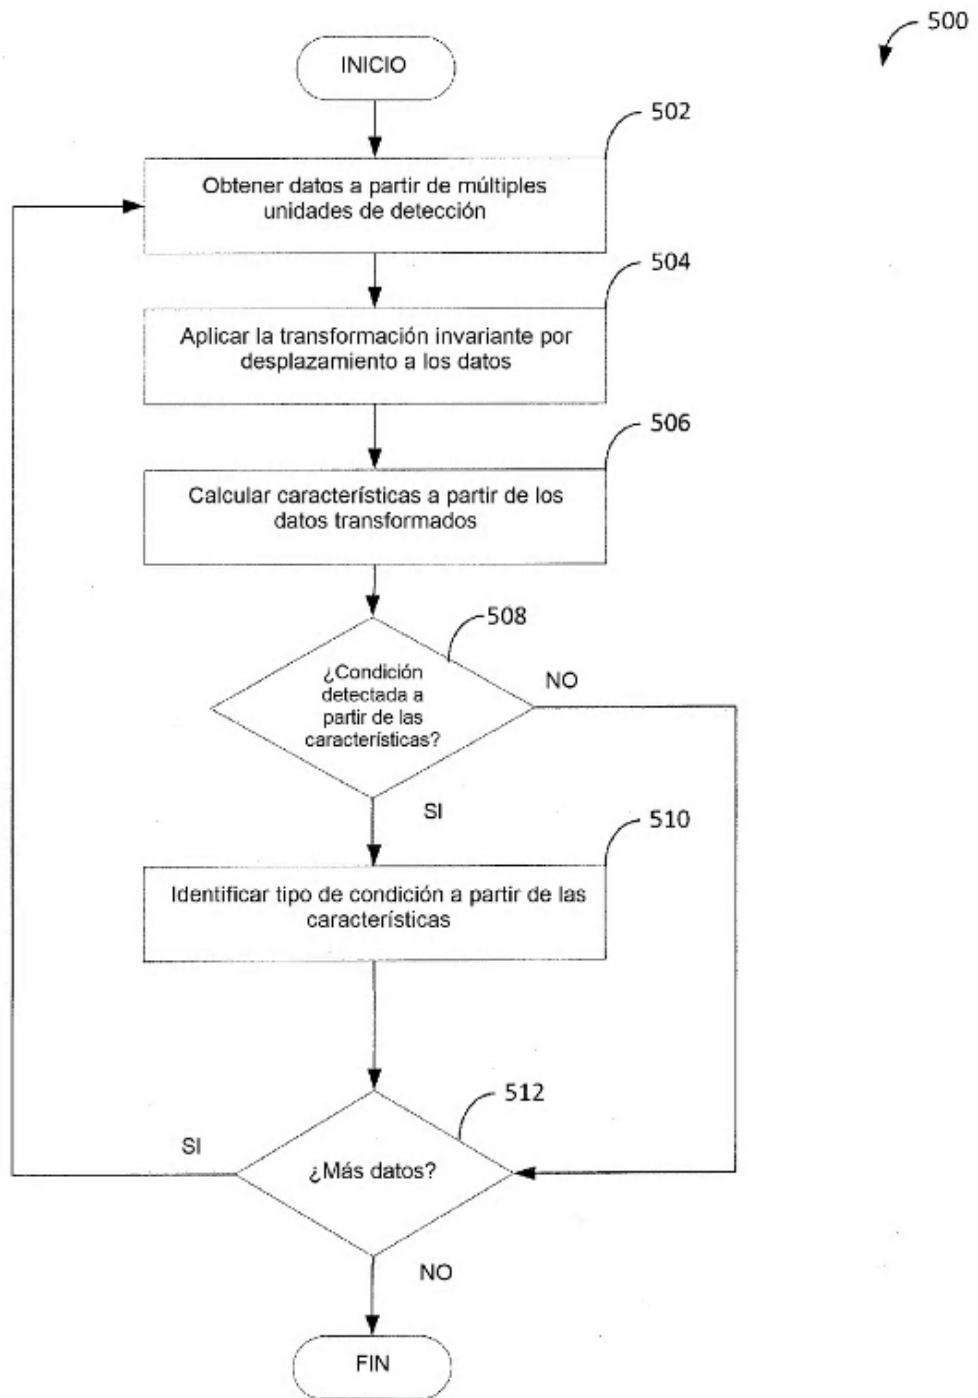 500
INICIO
502
Obtener datos a partir de múltiples
unidades de detección
504
Aplicar la transformación invariante por
desplazamiento a los datos
506
Calcular características a partir de los
datos transformados
508
¿Condición
detectada a
partir de las
características?
NO
SI
510
Identificar tipo de condición a partir de las
características
512
SI
¿Más datos?
NO
FIN